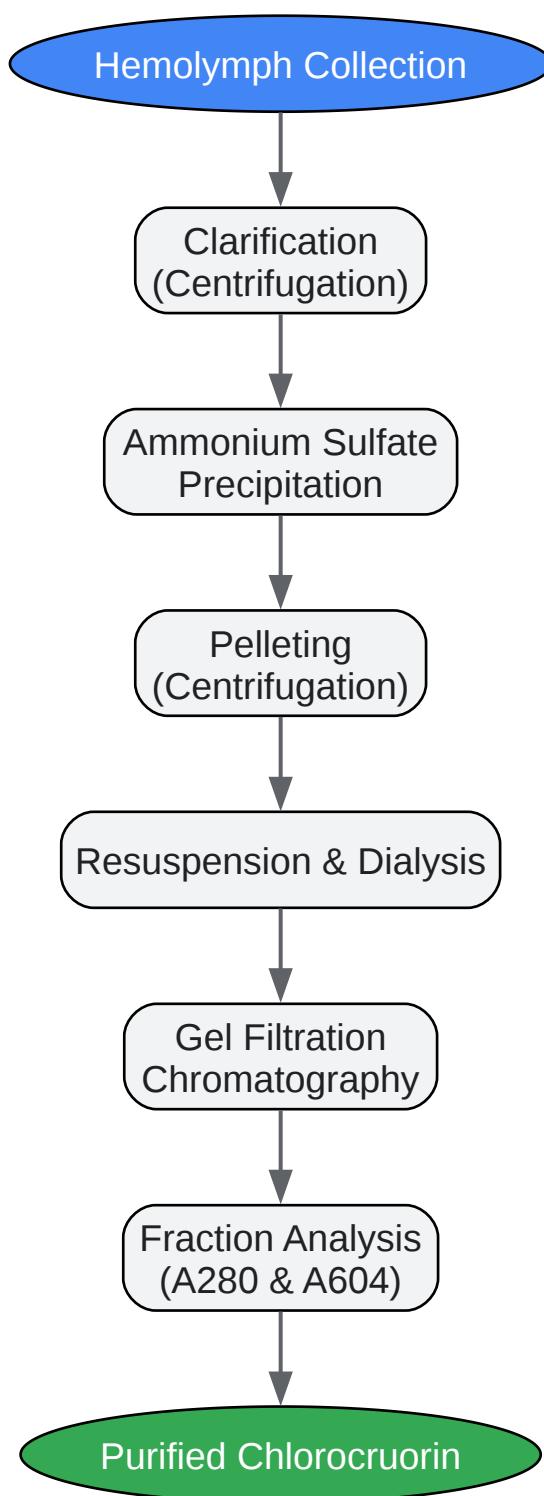 Hemolymph Collection
Clarification
(Centrifugation)
Ammonium Sulfate
Precipitation
Pelleting
(Centrifugation)
Resuspension & Dialysis
Gel Filtration
Chromatography
Fraction Analysis
(A280 & A604)
Purified Chlorocruorin